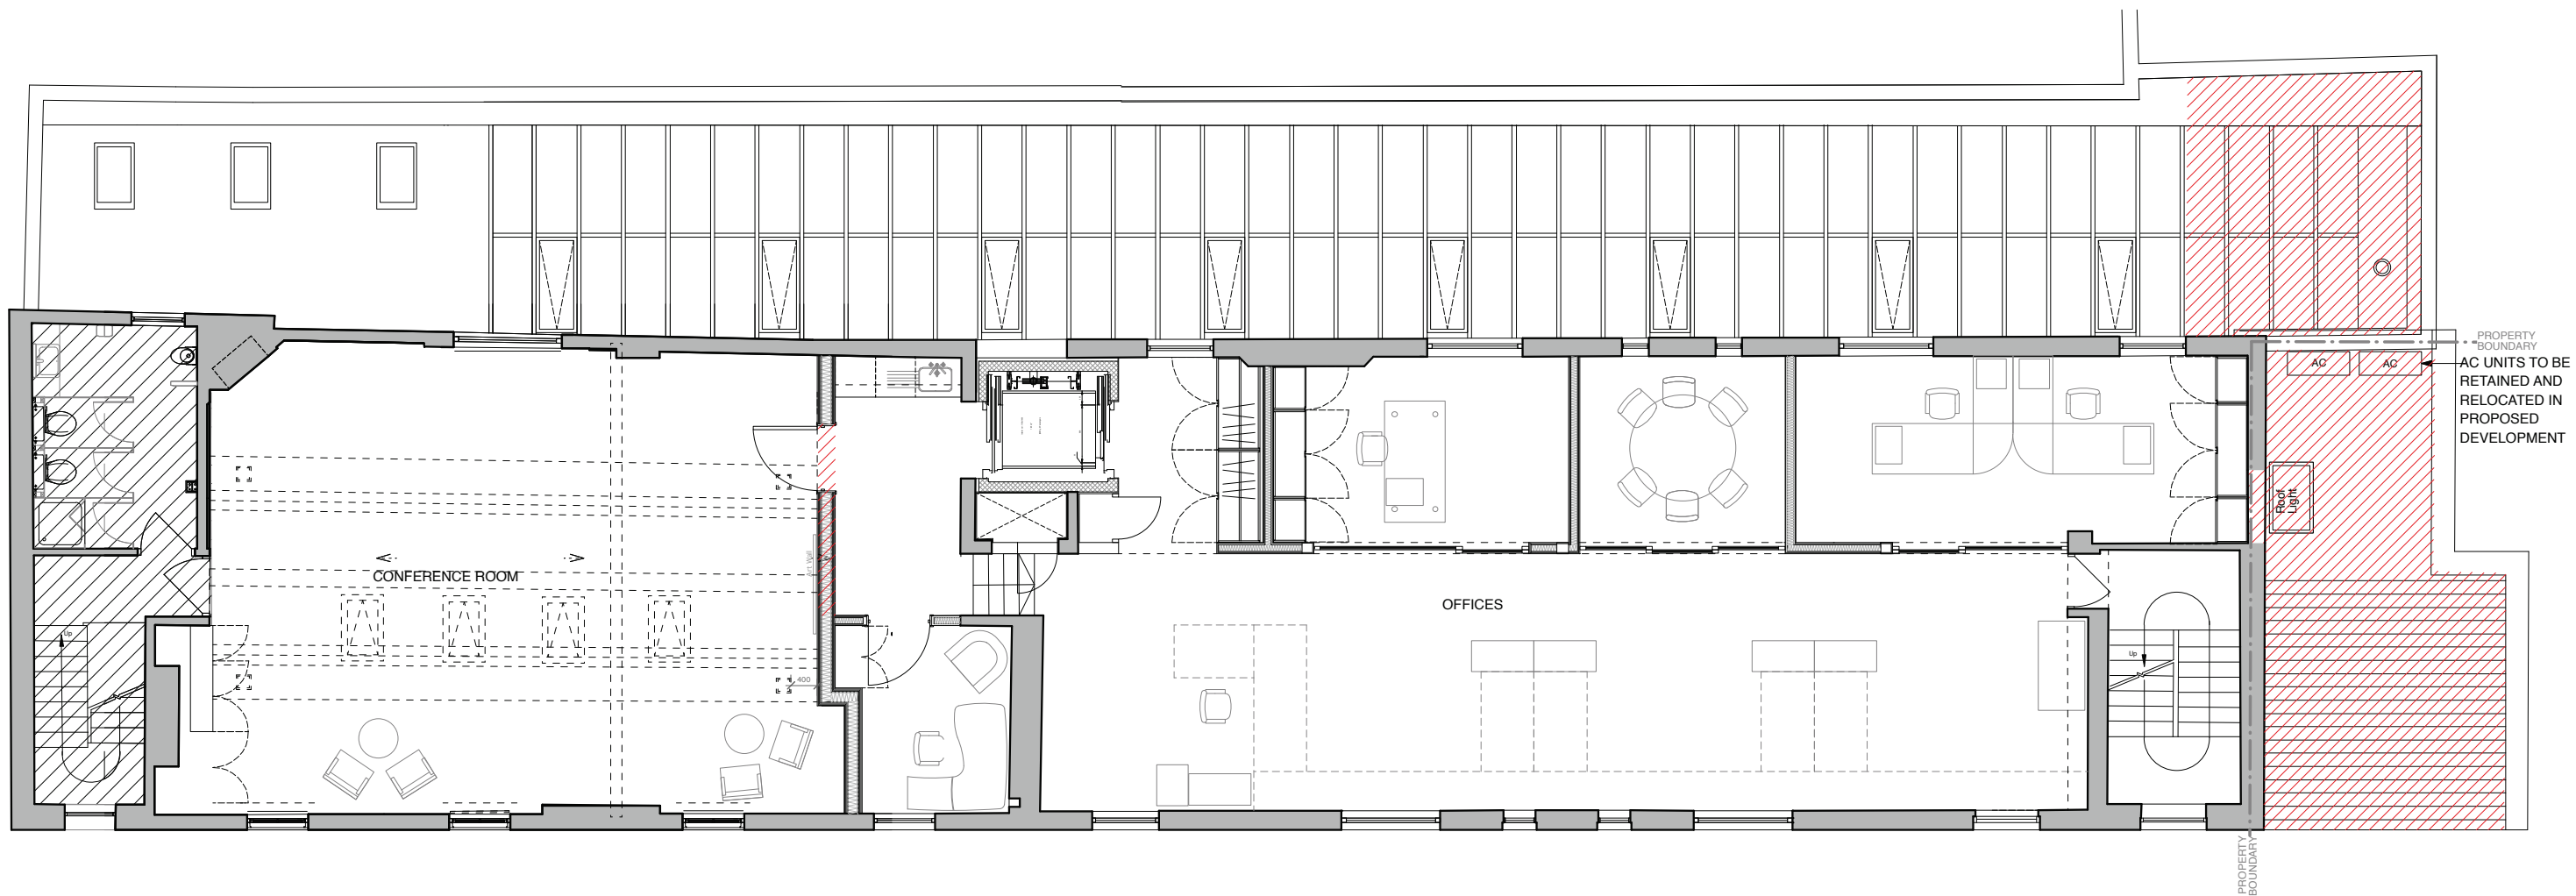 PROPERTY
BOUNDARY
AC
AC
AC UNITS TO BE
RETAINED AND
RELOCATED IN
PROPOSED
DEVELOPMENT
Roof
Light
Art Wall
CONFERENCE ROOM
OFFICES
Up
Up
400
PROPERTY
BOUNDARY